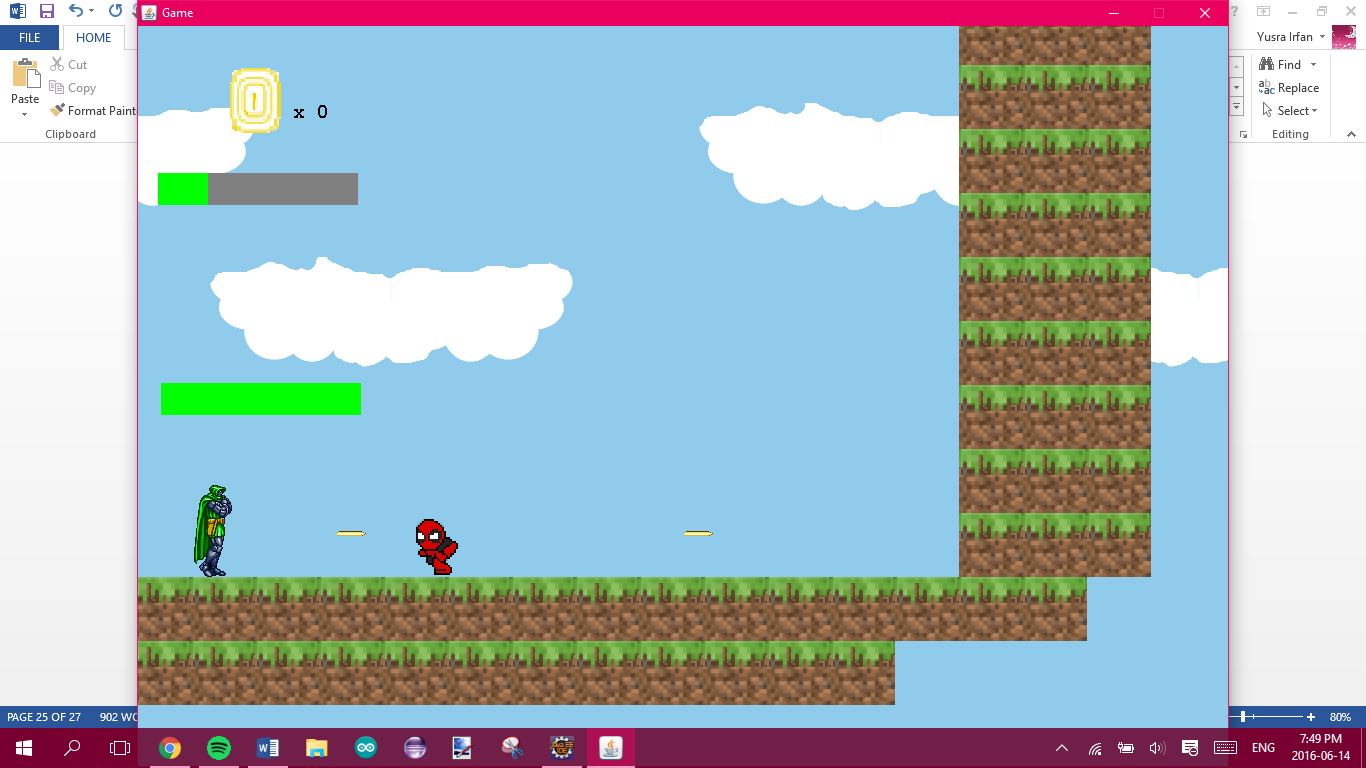 Game
FILE
HOME
Yusra Irfan
Paste
Cut
Copy
Format Paint
Clipboard
Find
Replace
Select
Editing
x 0
PAGE 25 OF 27
902 WO
80%
ENG
7:49 PM
2016-06-14